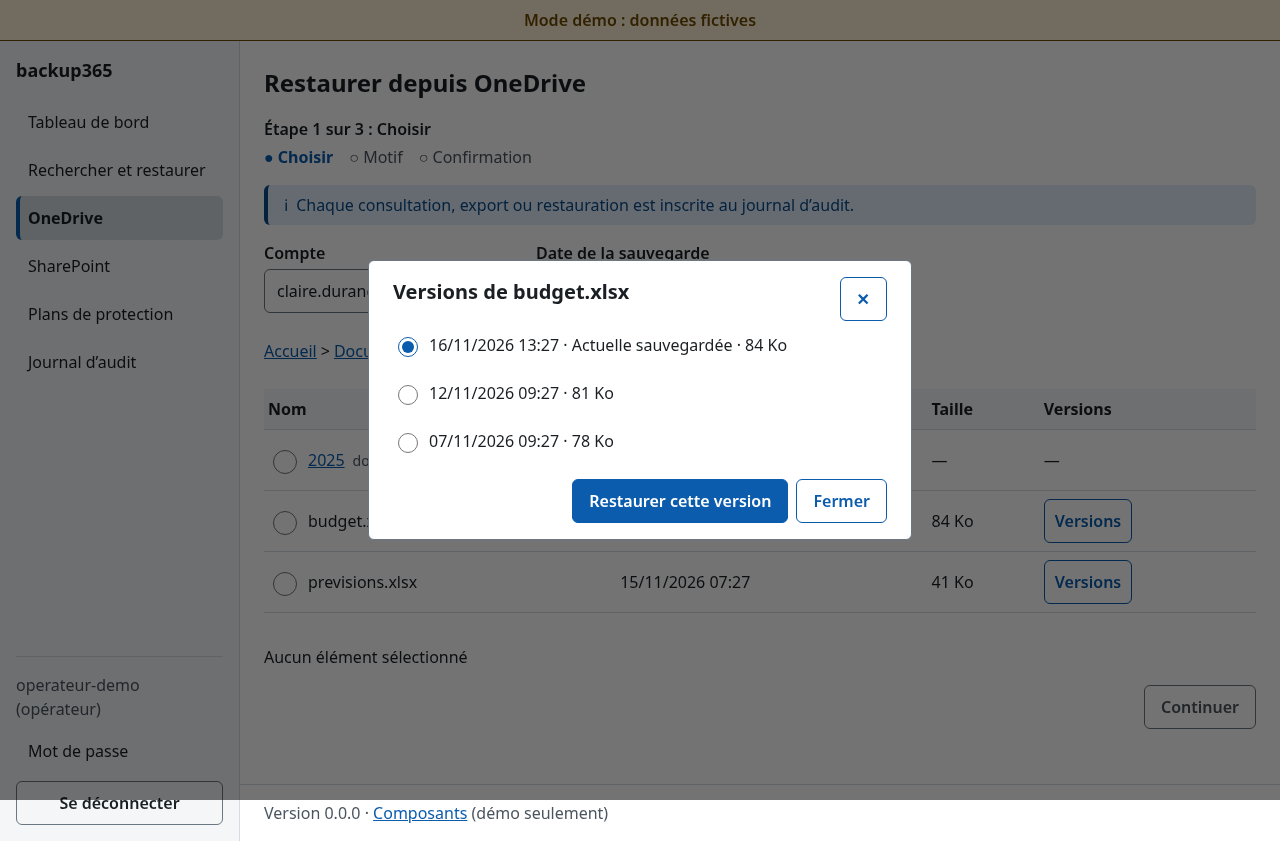 Mode démo : données fictives
backup365
Tableau de bord
Rechercher et restaurer
OneDrive
SharePoint
Plans de protection
Journal d’audit
operateur-demo
(opérateur)
Mot de passe
Se déconnecter
Restaurer depuis OneDrive
Étape 1 sur 3 : Choisir
● Choisir ○ Motif ○ Confirmation
i Chaque consultation, export ou restauration est inscrite au journal d’audit.
Compte Date de la sauvegarde
Accueil >
Versions de budget.xlsx
×
16/11/2026 13:27 · Actuelle sauvegardée · 84 Ko
12/11/2026 09:27 · 81 Ko
07/11/2026 09:27 · 78 Ko
Restaurer cette version Fermer
Nom Taille Versions
2025 — —
84 Ko Versions
previsions.xlsx 15/11/2026 07:27 41 Ko Versions
Aucun élément sélectionné
Continuer
Version 0.0.0 · Composants (démo seulement)